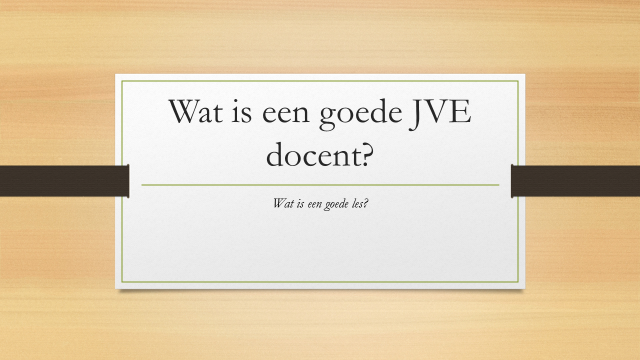 Wat is een goede JVE
docent?
Wat is een goede les?